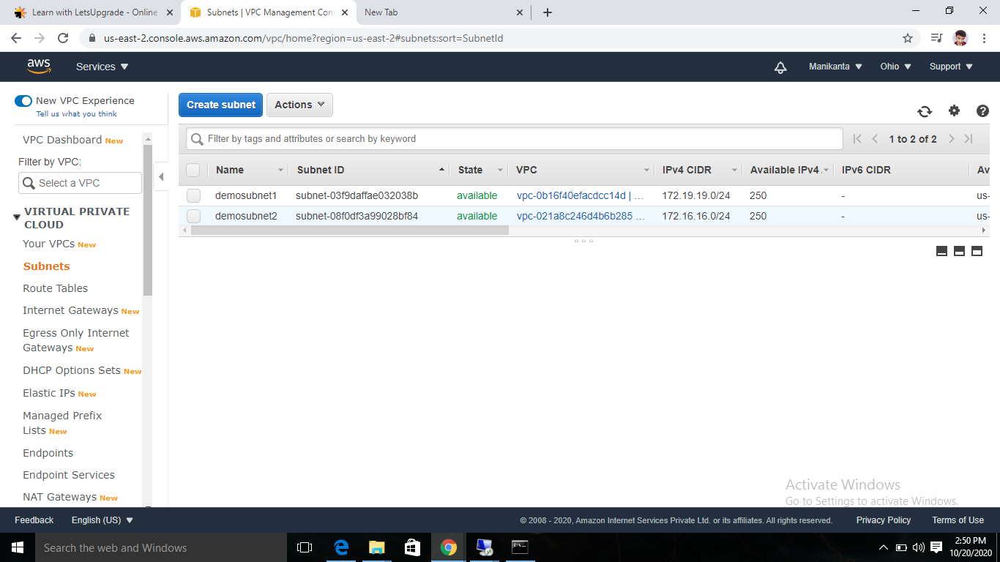 Learn with LetsUpgrade - Online
Subnets | VPC Management Con
New Tab
us-east-2.console.aws.amazon.com/vpc/home?region=us-east-2#subnets:sort=SubnetId
aws
Services
Manikanta
Ohio
Support
New VPC Experience
Tell us what you think
VPC Dashboard New
Filter by VPC:
Select a VPC
VIRTUAL PRIVATE
CLOUD
Your VPCs New
Subnets
Route Tables
Internet Gateways New
Egress Only Internet
Gateways New
DHCP Options Sets New
Elastic IPs New
Managed Prefix
Lists New
Endpoints
Endpoint Services
NAT Gateways New
Create subnet Actions
Filter by tags and attributes or search by keyword
1 to 2 of 2
Name Subnet ID State VPC IPv4 CIDR Available IPv4 IPv6 CIDR Av
demosubnet1 subnet-03f9daffae032038b available vpc-0b16f40efacdcc14d | ... 172.19.19.0/24 250 - us-
demosubnet2 subnet-08f0df3a99028bf84 available vpc-021a8c246d4b6b285 ... 172.16.16.0/24 250 - us-
Activate Windows
Go to Settings to activate Windows.
Feedback English (US) © 2008 - 2020, Amazon Internet Services Private Ltd. or its affiliates. All rights reserved. Privacy Policy Terms of Use
Search the web and Windows
2:50 PM
10/20/2020